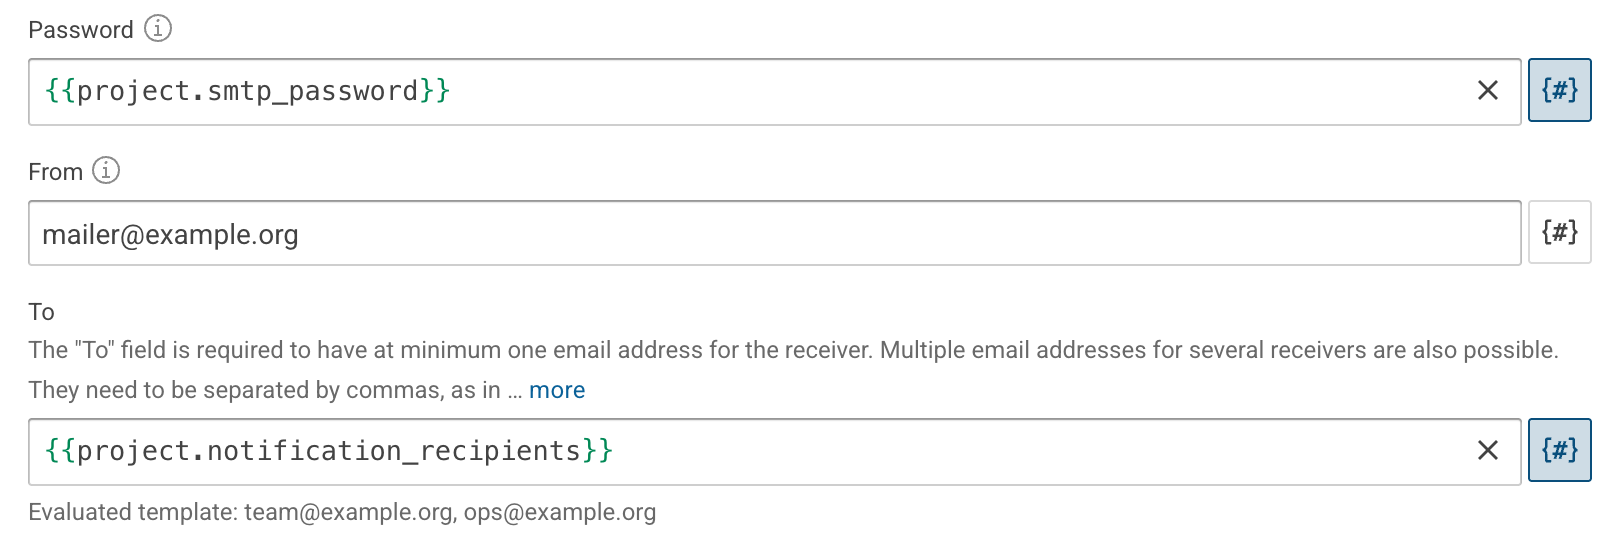 Password
{{project.smtp_password}}
{#}
From
mailer@example.org
{#}
To
The "To" field is required to have at minimum one email address for the receiver. Multiple email addresses for several receivers are also possible.
They need to be separated by commas, as in … more
{{project.notification_recipients}}
{#}
Evaluated template: team@example.org, ops@example.org